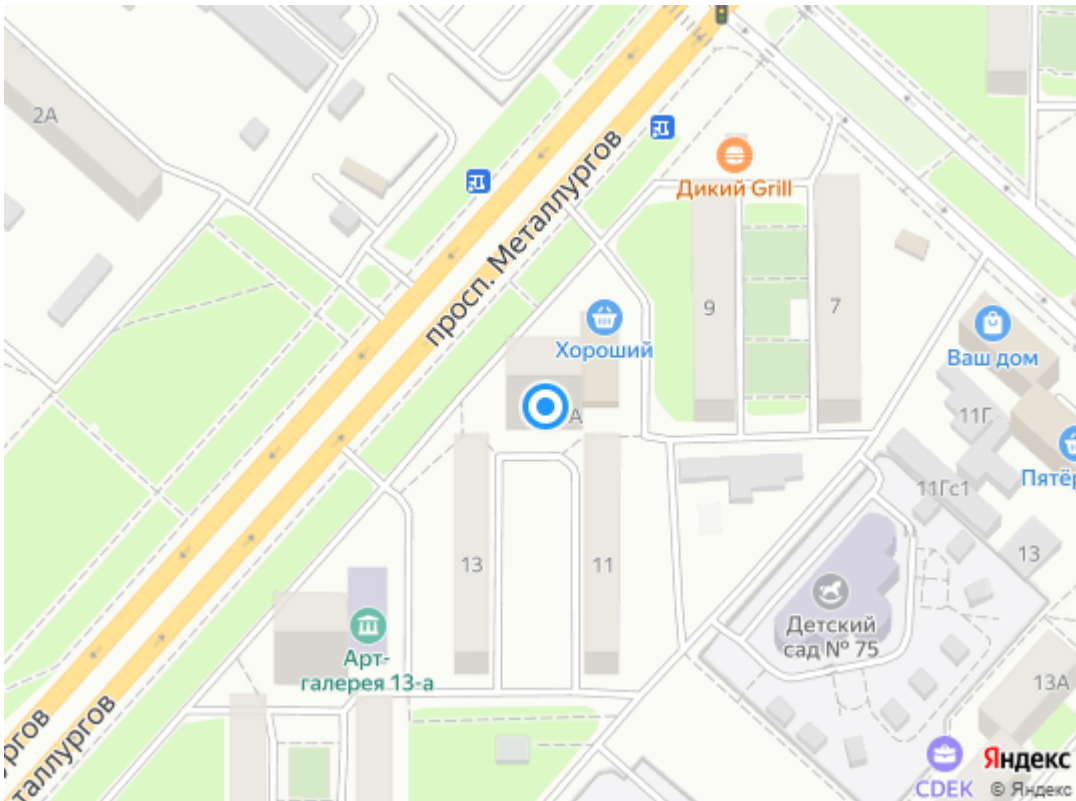 2А
просп. Металлургов
Дикий Grill
9
7
Хороший
А
Ваш дом
11Г
Пятёр
11Гс1
13
11
13
Детский
сад № 75
Арт-
галерея 13-а
13А
ргов
таллургов
CDEK
Яндекс
© Яндекс